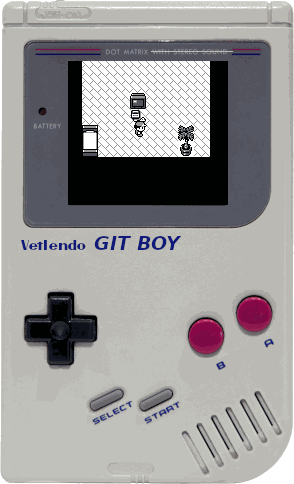 DOT MATRIX WITH STEREO SOUND
BATTERY
Vetlendo GIT BOY
B A
SELECT START